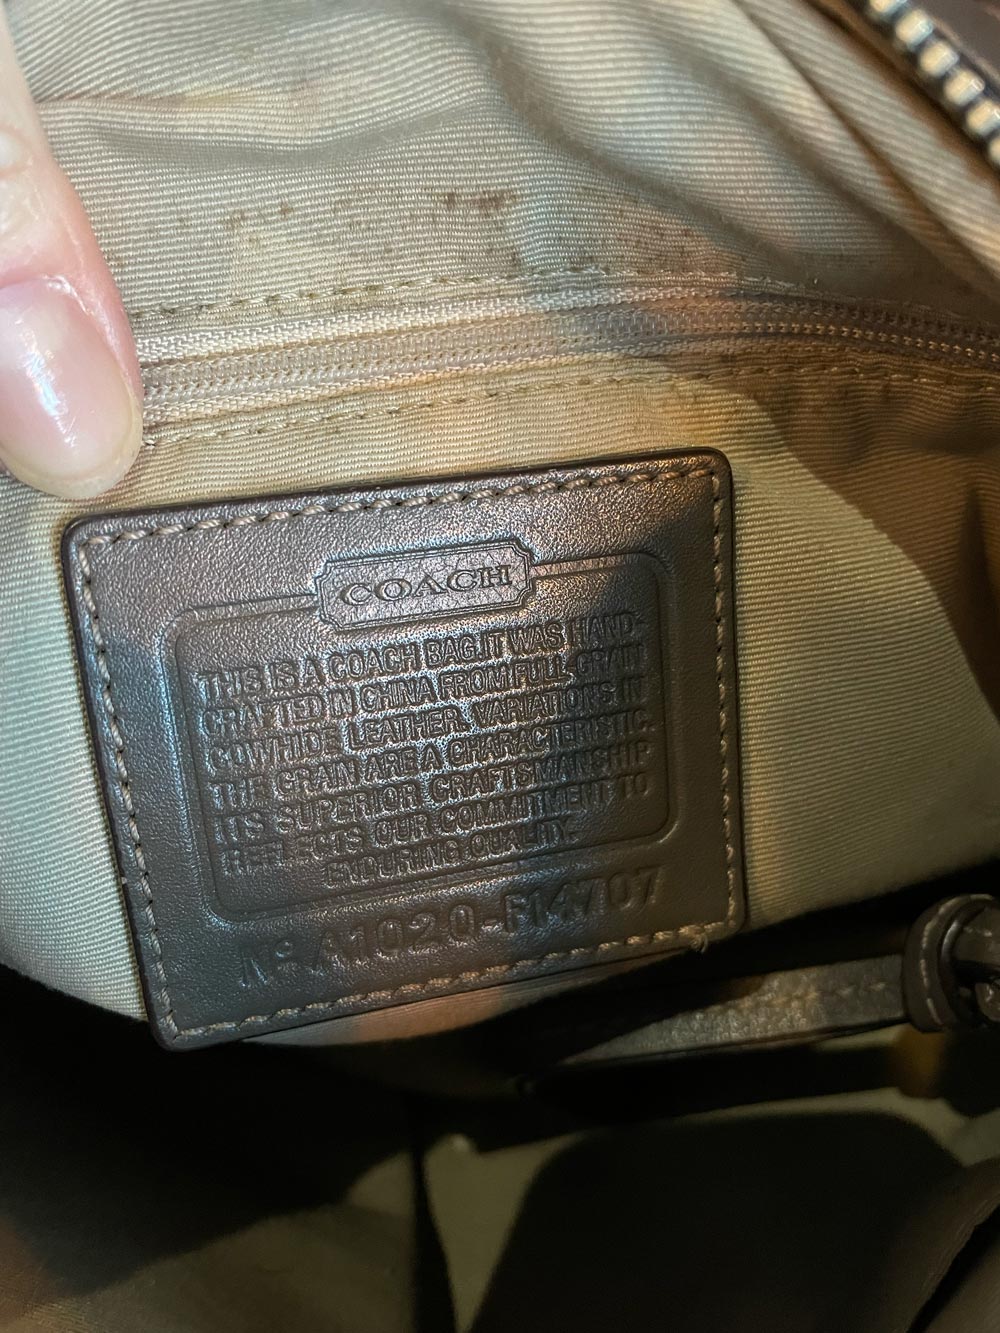 COACH
THIS IS A COACH BAG.IT WAS HAND-
CRAFTED IN CHINA FROM FULL GRAIN
COWHIDE LEATHER. VARIATIONS IN
THE GRAIN ARE A CHARACTERISTIC.
ITS SUPERIOR CRAFTSMANSHIP
REFLECTS OUR COMMITMENT TO
ENDURING QUALITY.
Nº A1020-F14707